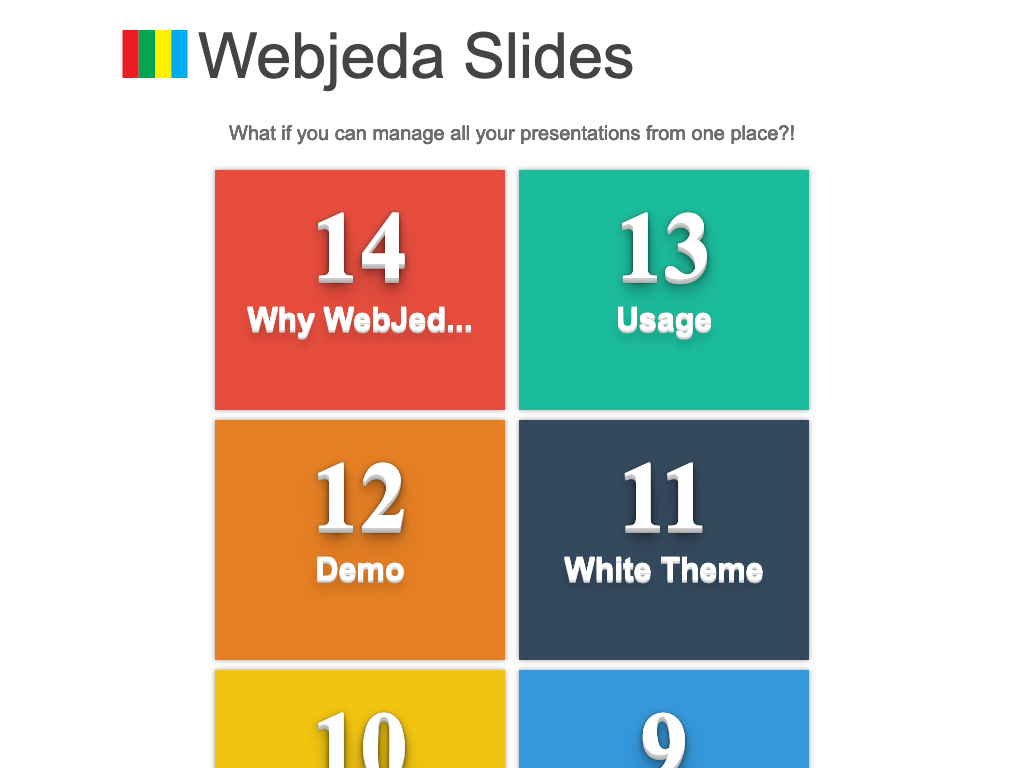 Webjeda Slides
What if you can manage all your presentations from one place?!
14
Why WebJed...
13
Usage
12
Demo
11
White Theme
10
9